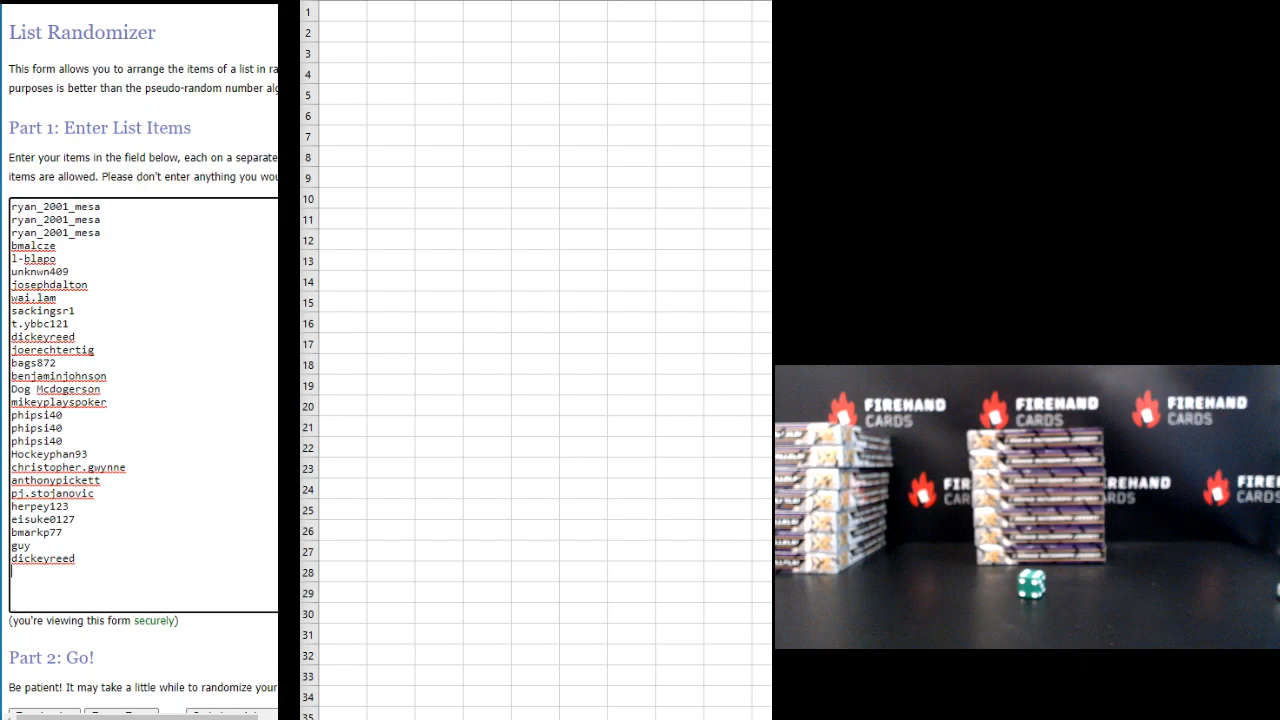 List Randomizer
This form allows you to arrange the items of a list in ra
purposes is better than the pseudo-random number alg
Part 1: Enter List Items
Enter your items in the field below, each on a separate
items are allowed. Please don't enter anything you wou
ryan_2001_mesa
ryan_2001_mesa
ryan_2001_mesa
bmalcze
l-blapo
unknwn409
josephdalton
wai.lam
sackingsr1
t.ybbc121
dickeyreed
joerechtertig
bags872
benjaminjohnson
Dog Mcdogerson
mikeyplayspoker
phipsi40
phipsi40
phipsi40
Hockeyphan93
christopher.gwynne
anthonypickett
pj.stojanovic
herpey123
eisuke0127
bmarkp77
guy
dickeyreed
(you're viewing this form securely)
Part 2: Go!
Be patient! It may take a little while to randomize your
1
2
3
4
5
6
7
8
9
10
11
12
13
14
15
16
17
18
19
20
21
22
23
24
25
26
27
28
29
30
31
32
33
34
35
FIREHAND
CARDS
FIREHAND
CARDS
FIREHAND
CARDS
FIRE
HAND
CARDS
FIREH
CARDS